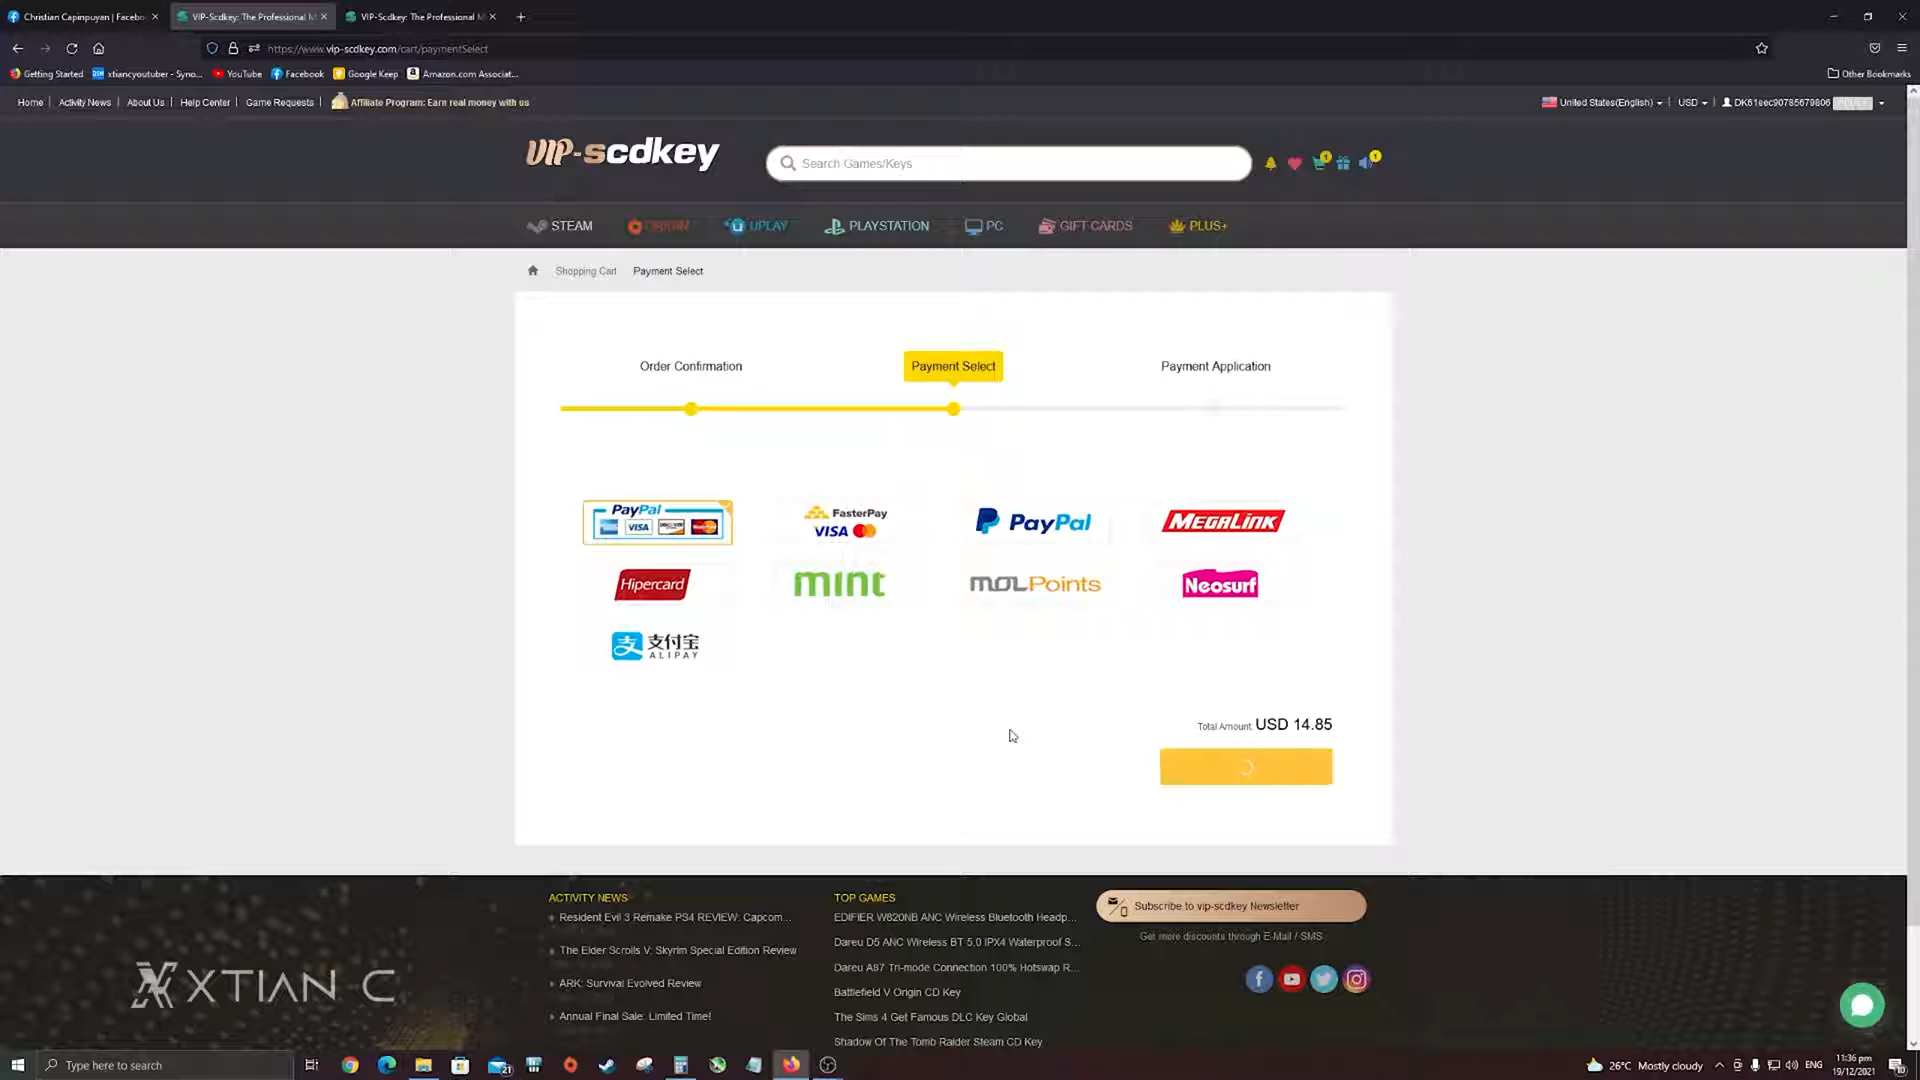 Christian Capinpuyan | Facebo
VIP-Scdkey: The Professional M
VIP-Scdkey: The Professional M
https://www.vip-scdkey.com/cart/paymentSelect
Getting Started
xtiancyoutuber - Syno...
YouTube
Facebook
Google Keep
Amazon.com Associat...
Other Bookmarks
Home | Activity News | About Us | Help Center | Game Requests | Affiliate Program: Earn real money with us
United States(English) | USD | DK61eec90785679806
VIP-scdkey
Search Games/Keys
1
1
STEAM
ORIGIN
UPLAY
PLAYSTATION
PC
GIFT CARDS
PLUS+
Shopping Cart
Payment Select
Order Confirmation
Payment Select
Payment Application
PayPal
VISA
DISCOVER
MasterCard
FasterPay
VISA
PayPal
MEGALINK
Hipercard
mint
MOLPoints
Neosurf
支付宝
ALIPAY
Total Amount: USD 14.85
ACTIVITY NEWS
Resident Evil 3 Remake PS4 REVIEW: Capcom...
The Elder Scrolls V: Skyrim Special Edition Review
ARK: Survival Evolved Review
Annual Final Sale: Limited Time!
TOP GAMES
EDIFIER W820NB ANC Wireless Bluetooth Headp...
Dareu D5 ANC Wireless BT 5.0 IPX4 Waterproof S...
Dareu A87 Tri-mode Connection 100% Hotswap R...
Battlefield V Origin CD Key
The Sims 4 Get Famous DLC Key Global
Shadow Of The Tomb Raider Steam CD Key
Subscribe to vip-scdkey Newsletter
Get more discounts through E-Mail / SMS
XTIAN C
Type here to search
21
26°C Mostly cloudy
ENG
11:36 pm
19/12/2021
10